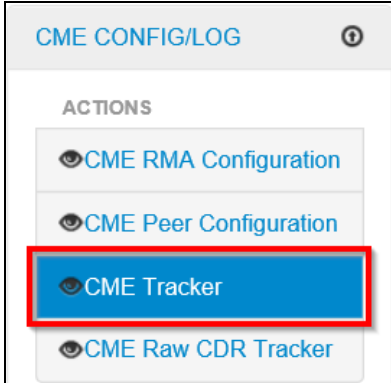 CME CONFIG/LOG
ACTIONS
CME RMA Configuration
CME Peer Configuration
CME Tracker
CME Raw CDR Tracker